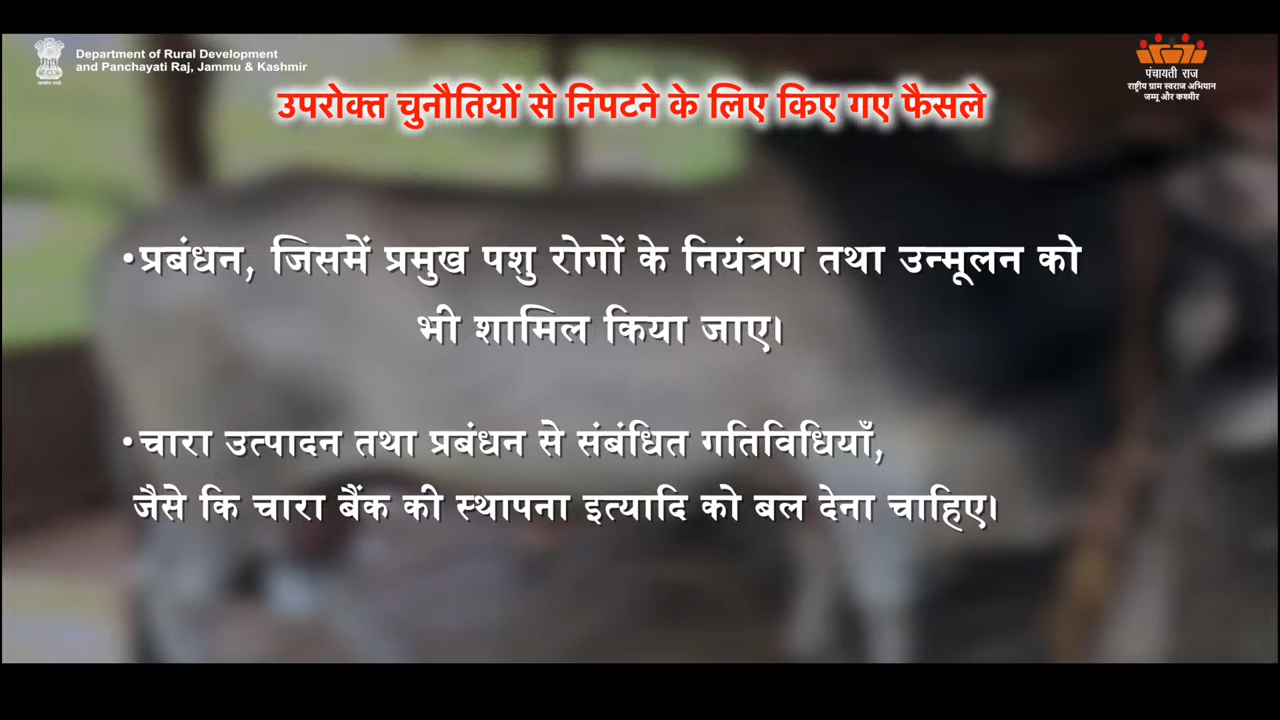 Department of Rural Development
and Panchayati Raj, Jammu & Kashmir
पंचायती राज
राष्ट्रीय ग्राम स्वराज अभियान
जम्मू और कश्मीर
उपरोक्त चुनौतियों से निपटने के लिए किए गए फैसले
•प्रबंधन, जिसमें प्रमुख पशु रोगों के नियंत्रण तथा उन्मूलन को
भी शामिल किया जाए।
•चारा उत्पादन तथा प्रबंधन से संबंधित गतिविधियाँ,
जैसे कि चारा बैंक की स्थापना इत्यादि को बल देना चाहिए।